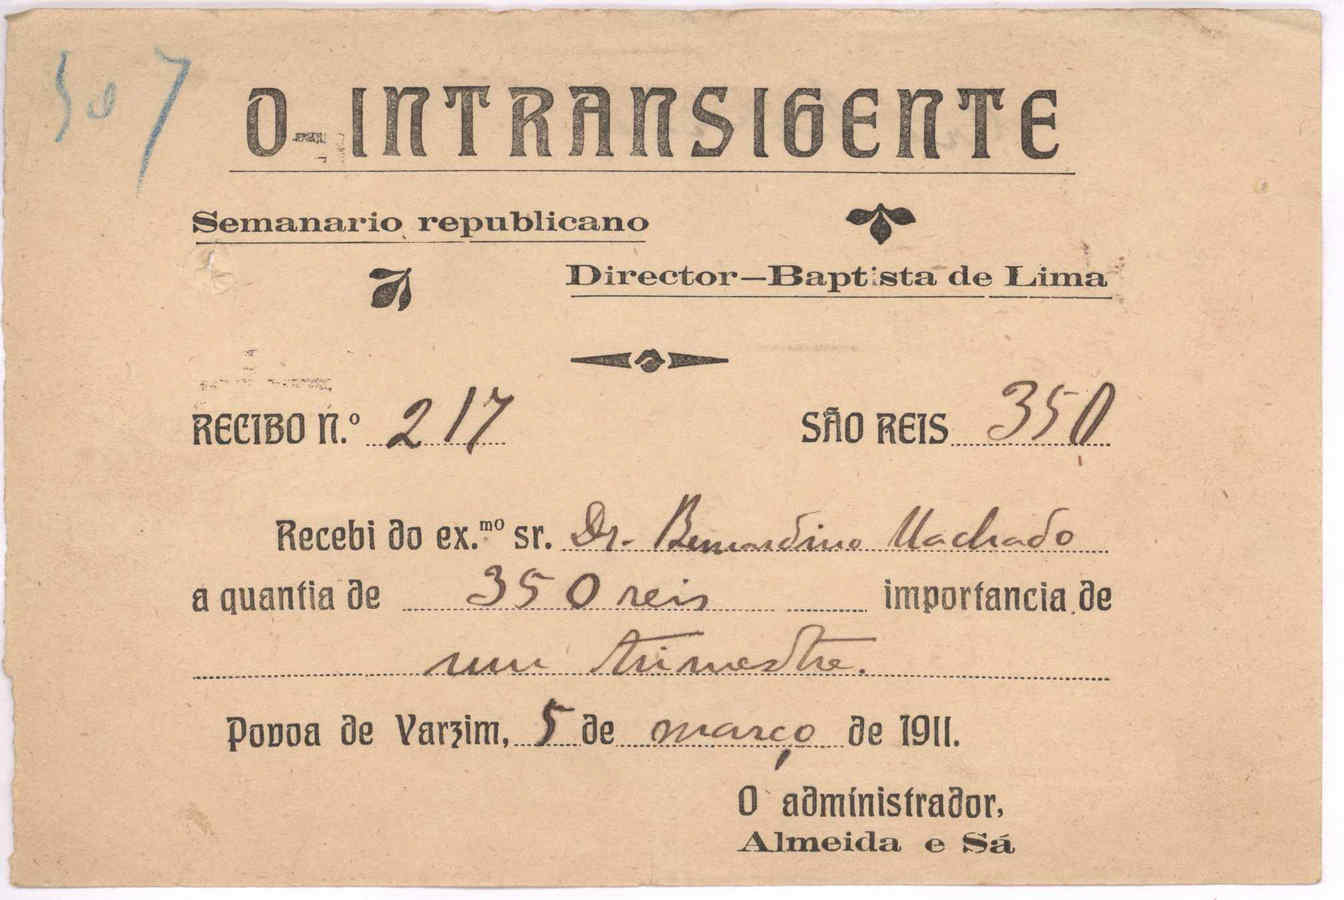 507
O INTRANSIGENTE
Semanario republicano
Director—Baptista de Lima
RECIBO N.º 217 SÃO REIS 350
Recebi do ex.mo sr. Dr. Bernardino Machado
a quantia de 350 reis importancia de
um trimestre.
Povoa de Varzim, 5 de março de 1911.
O administrador,
Almeida e Sá